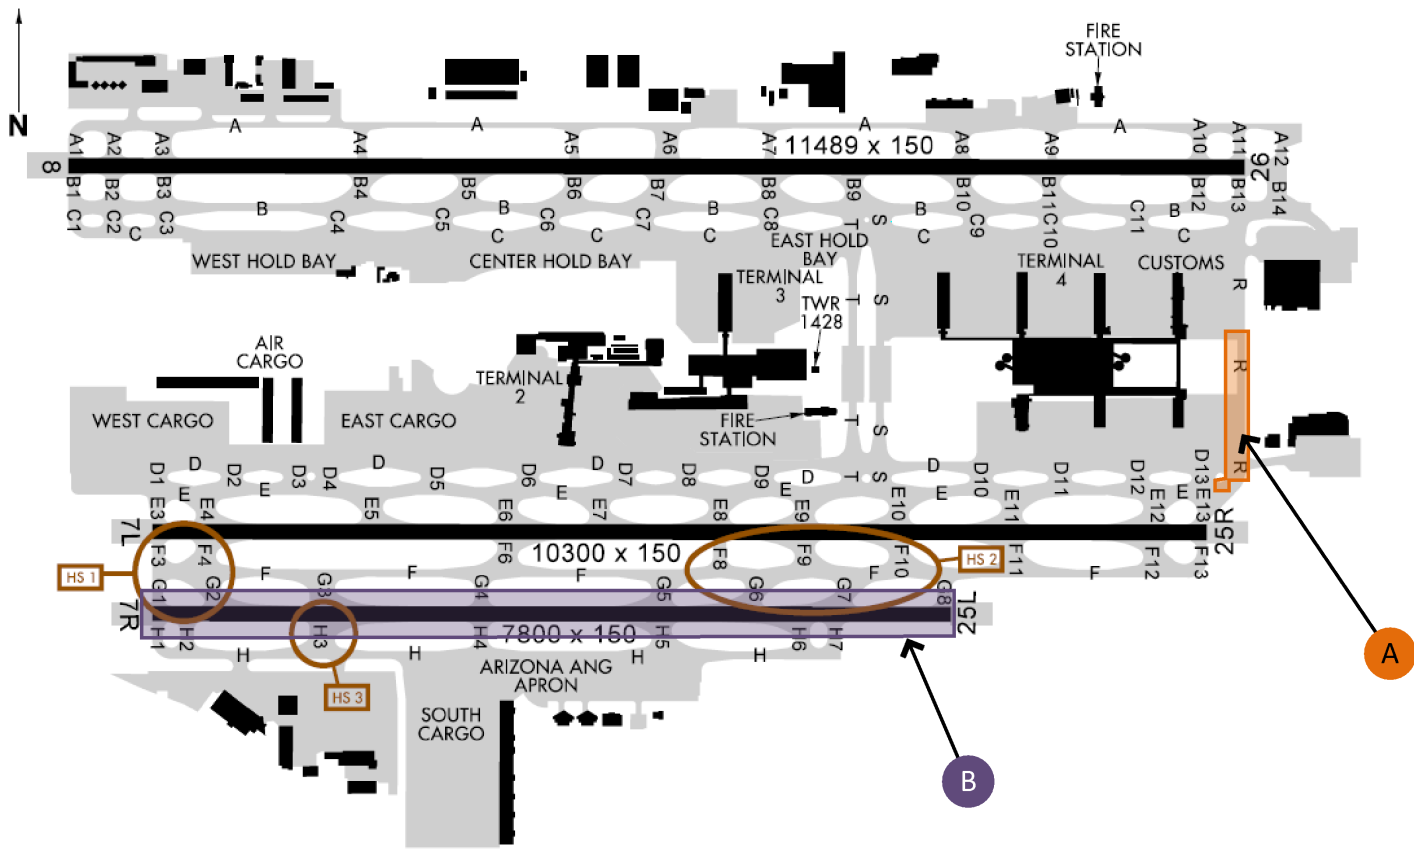 FIRE
STATION
N
A A A A
A1 A2 A3 A4 A5 A6 A7 A8 A9 A10 A11 A12
11489 x 150
8 26
B1 B2 B3 B4 B5 B6 B7 B8 B9 B10 B11 B12 B13 B14
B B B B B
C1 C2 C3 C4 C6 C7 C8 T S C9 C10 C11
C C C C C C
WEST HOLD BAY
CENTER HOLD BAY
EAST HOLD
BAY
TERMINAL
3
TERMINAL
4
CUSTOMS
R
T S
TWR
1428
AIR
CARGO
TERMINAL
2
R
WEST CARGO
EAST CARGO
FIRE
STATION
T S
D D D D D
D1 D2 D3 D4 D5 D6 D7 D8 D9 T S D10 D11 D12 D13 R
E E E E E E
E3 E4 E5 E6 E7 E8 E9 E10 E11 E12 E13
7L 25R
10300 x 150
F3 F4 F6 F8 F9 F10 F11 F12 F13
HS 1
HS 2
F F F F F
G1 G2 G3 G4 G5 G6 G7 G8
7R 25L
7800 x 150
H1 H2 H3 H4 H5 H6 H7
H H H H
A
ARIZONA ANG
APRON
HS 3
SOUTH
CARGO
B